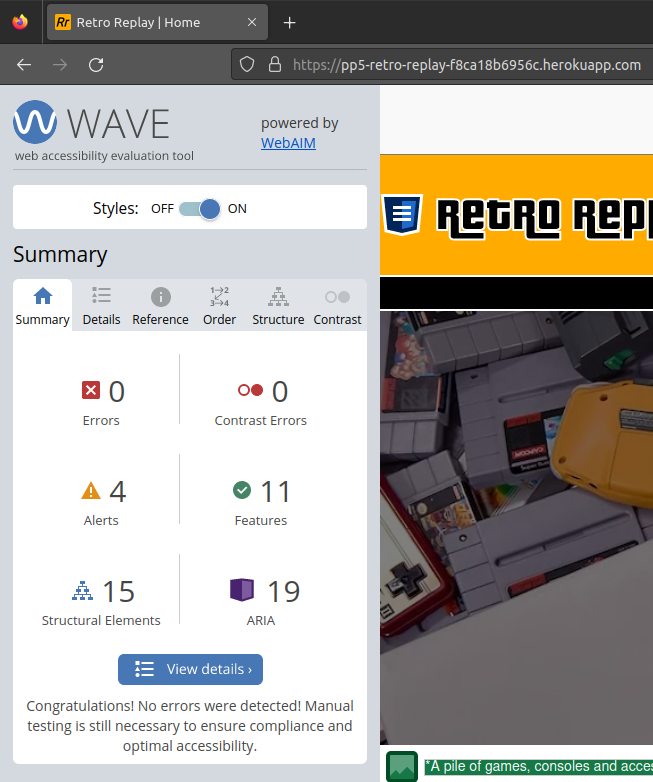 Rr Retro Replay | Home
https://pp5-retro-replay-f8ca18b6956c.herokuapp.com
WAVE
web accessibility evaluation tool
powered by
WebAIM
Styles: OFF ON
Summary
Summary Details Reference Order Structure Contrast
0 Errors
0 Contrast Errors
4 Alerts
11 Features
15 Structural Elements
19 ARIA
View details ›
Congratulations! No errors were detected! Manual
testing is still necessary to ensure compliance and
optimal accessibility.
Retro Rep
CAPCOM
*A pile of games, consoles and acces